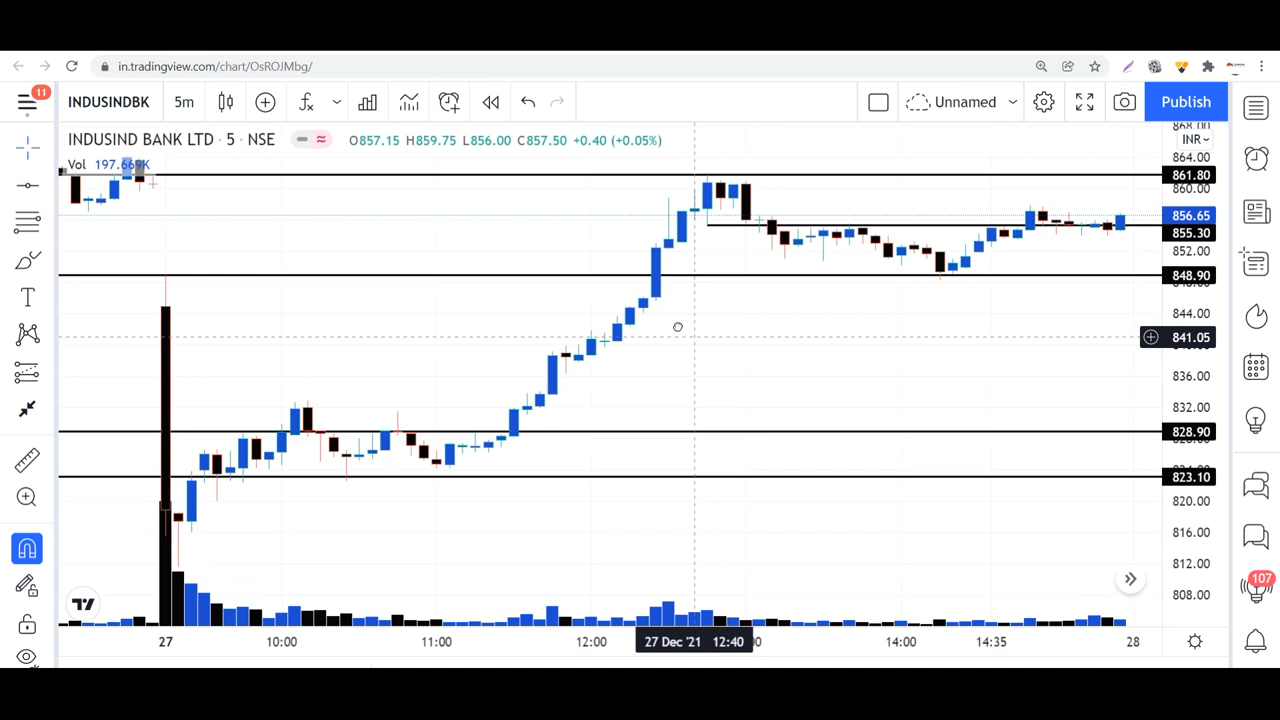 in.tradingview.com/chart/OsROJMbg/
11
INDUSINDBK
5m
Unnamed
Publish
INDUSIND BANK LTD · 5 · NSE
O857.15 H859.75 L856.00 C857.50 +0.40 (+0.05%)
Vol 197.669K
868.00
INR
864.00
861.80
860.00
856.65
855.30
852.00
848.90
844.00
841.05
836.00
832.00
828.90
823.10
820.00
816.00
812.00
808.00
107
27
10:00
11:00
12:00
27 Dec '21 12:40
14:00
14:35
28